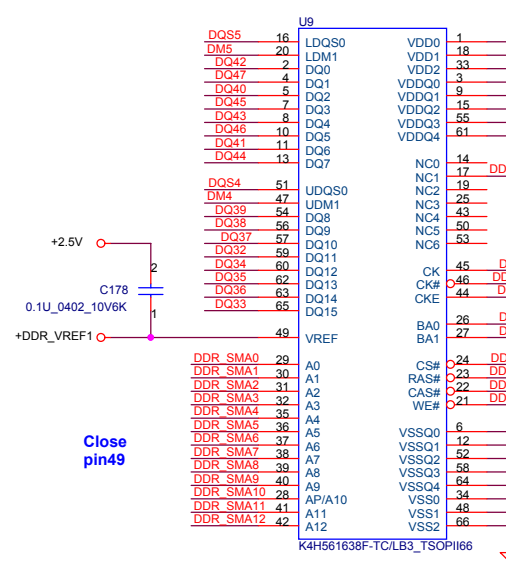 U9
DQS5 16 LDQS0 VDD0 1
DM5 20 LDM1 VDD1 18
DQ42 2 DQ0 VDD2 33
DQ47 4 DQ1 VDDQ0 3
DQ40 5 DQ2 VDDQ1 9
DQ45 7 DQ3 VDDQ2 15
DQ43 8 DQ4 VDDQ3 55
DQ46 10 DQ5 VDDQ4 61
DQ41 11 DQ6
DQ44 13 DQ7
NC0 14
NC1 17
DQS4 51 UDQS0 NC2 19
DM4 47 UDM1 NC3 25
DQ39 54 DQ8 NC4 43
DQ38 56 DQ9 NC5 50
DQ37 57 DQ10 NC6 53
DQ32 59 DQ11
DQ34 60 DQ12 CK 45
DQ35 62 DQ13 CK# 46
DQ36 63 DQ14 CKE 44
DQ33 65 DQ15
+2.5V
2
C178
0.1U_0402_10V6K
1
BA0 26
+DDR_VREF1 49 VREF BA1 27
DDR_SMA0 29 A0 CS# 24
DDR_SMA1 30 A1 RAS# 23
DDR_SMA2 31 A2 CAS# 22
DDR_SMA3 32 A3 WE# 21
DDR_SMA4 35 A4
DDR_SMA5 36 A5 VSSQ0 6
DDR_SMA6 37 A6 VSSQ1 12
DDR_SMA7 38 A7 VSSQ2 52
DDR_SMA8 39 A8 VSSQ3 58
DDR_SMA9 40 A9 VSSQ4 64
DDR_SMA10 28 AP/A10 VSS0 34
DDR_SMA11 41 A11 VSS1 48
DDR_SMA12 42 A12 VSS2 66
Close
pin49
K4H561638F-TC/LB3_TSOPII66